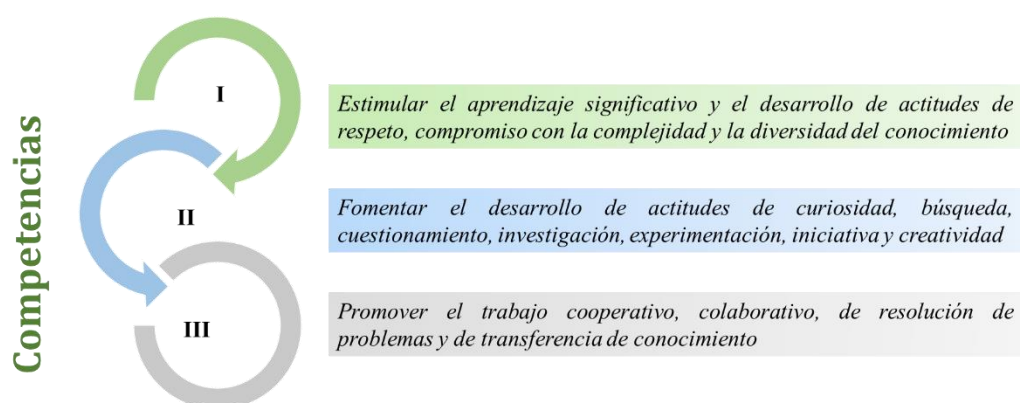 Competencias
I
Estimular el aprendizaje significativo y el desarrollo de actitudes de
respeto, compromiso con la complejidad y la diversidad del conocimiento
II
Fomentar el desarrollo de actitudes de curiosidad, búsqueda,
cuestionamiento, investigación, experimentación, iniciativa y creatividad
III
Promover el trabajo cooperativo, colaborativo, de resolución de
problemas y de transferencia de conocimiento